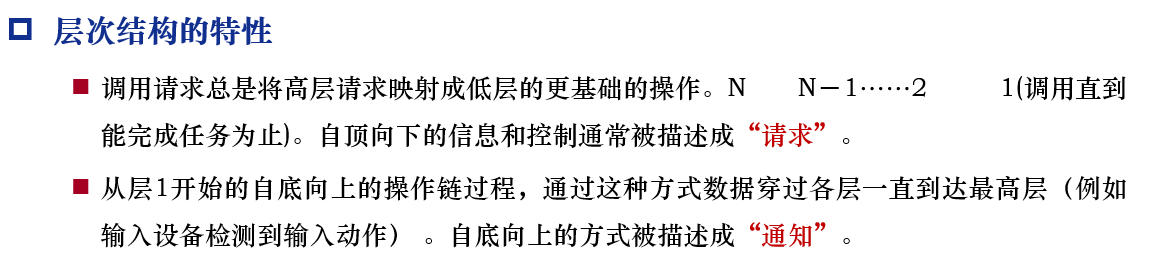 层次结构的特性
调用请求总是将高层请求映射成低层的更基础的操作。N N－1……2 1(调用直到
能完成任务为止)。自顶向下的信息和控制通常被描述成“请求”。
从层1开始的自底向上的操作链过程，通过这种方式数据穿过各层一直到达最高层（例如
输入设备检测到输入动作） 。自底向上的方式被描述成“通知”。